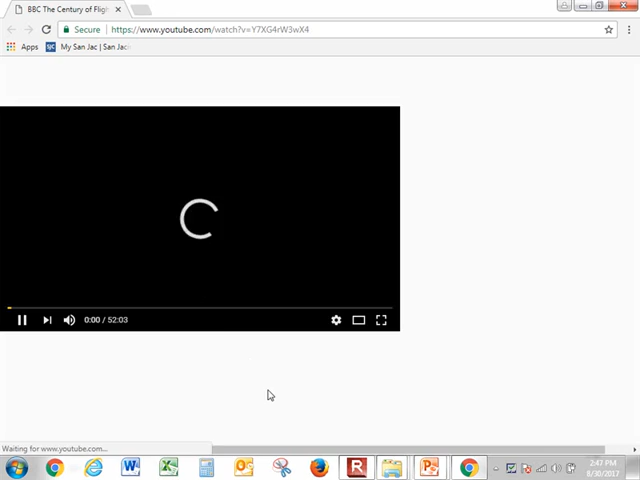 BBC The Century of Fligh
Secure
https://www.youtube.com/watch?v=Y7XG4rW3wX4
Apps
SJC
My San Jac | San Jac
0:00 / 52:03
Waiting for www.youtube.com...
2:47 PM
8/30/2017